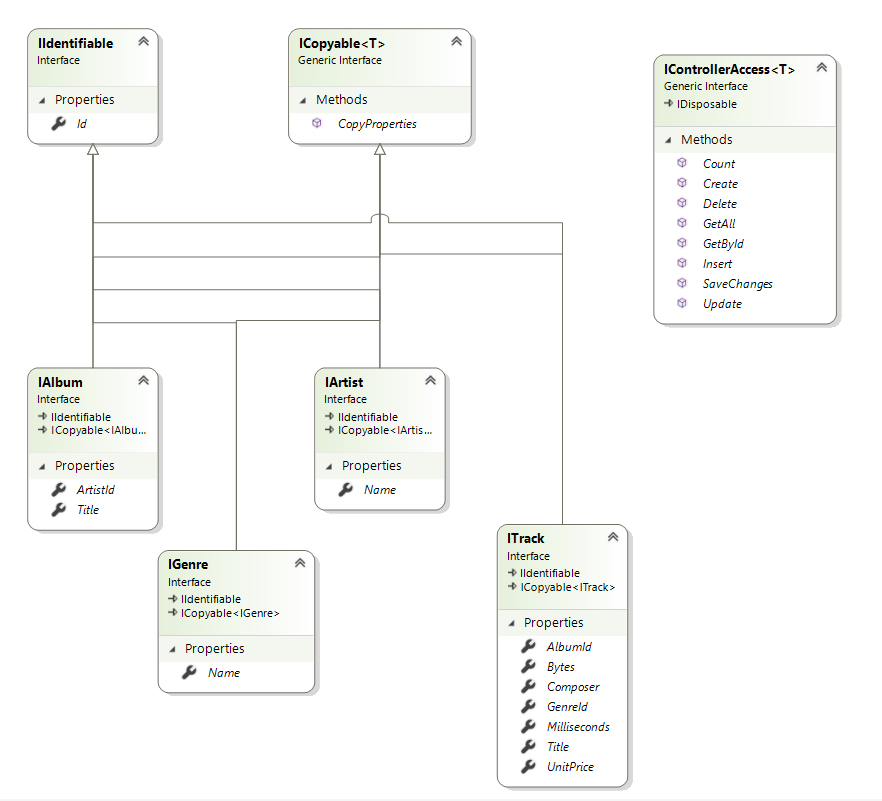 IIdentifiable
Interface
Properties
Id
ICopyable<T>
Generic Interface
Methods
CopyProperties
IControllerAccess<T>
Generic Interface
IDisposable
Methods
Count
Create
Delete
GetAll
GetById
Insert
SaveChanges
Update
IAlbum
Interface
IIdentifiable
ICopyable<IAlbu...
Properties
ArtistId
Title
IArtist
Interface
IIdentifiable
ICopyable<IArtis...
Properties
Name
IGenre
Interface
IIdentifiable
ICopyable<IGenre>
Properties
Name
ITrack
Interface
IIdentifiable
ICopyable<ITrack>
Properties
AlbumId
Bytes
Composer
GenreId
Milliseconds
Title
UnitPrice